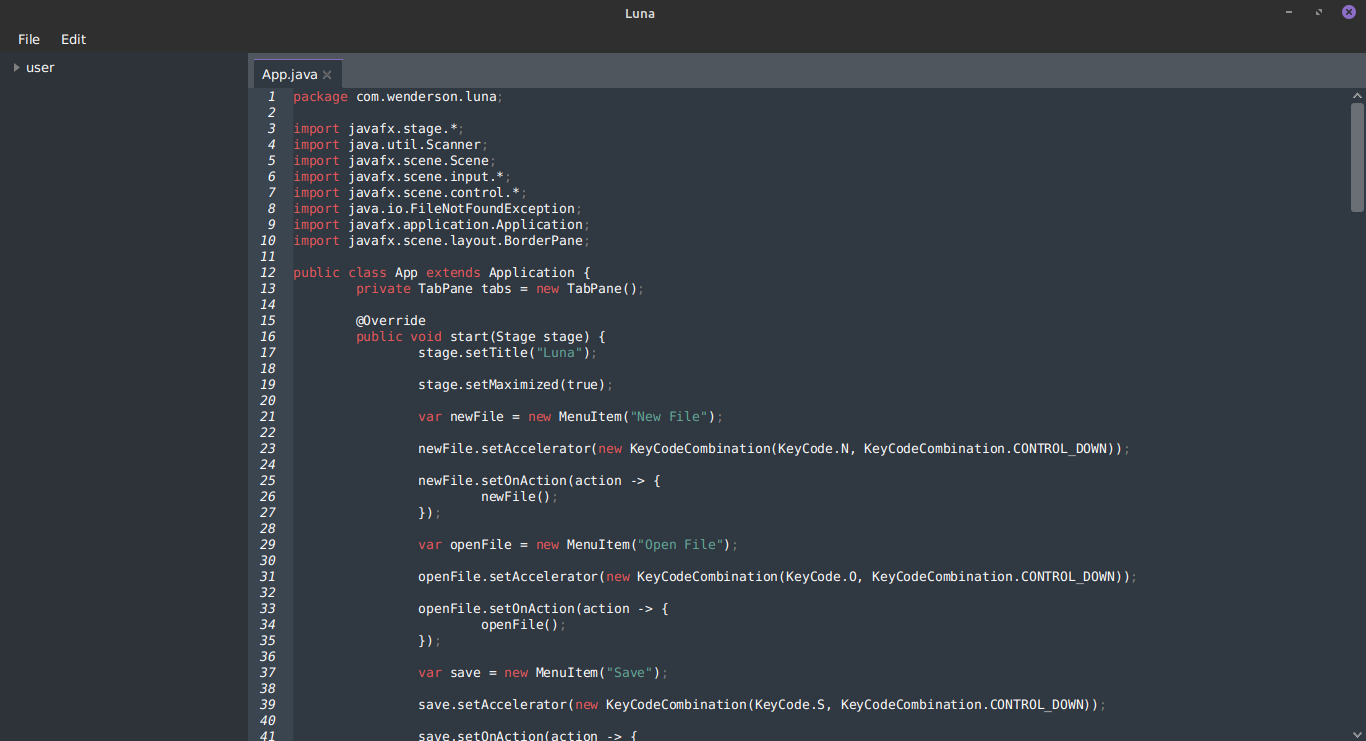 Luna
File Edit
user
App.java
1 package com.wenderson.luna;
2
3 import javafx.stage.*;
4 import java.util.Scanner;
5 import javafx.scene.Scene;
6 import javafx.scene.input.*;
7 import javafx.scene.control.*;
8 import java.io.FileNotFoundException;
9 import javafx.application.Application;
10 import javafx.scene.layout.BorderPane;
11
12 public class App extends Application {
13 private TabPane tabs = new TabPane();
14
15 @Override
16 public void start(Stage stage) {
17 stage.setTitle("Luna");
18
19 stage.setMaximized(true);
20
21 var newFile = new MenuItem("New File");
22
23 newFile.setAccelerator(new KeyCodeCombination(KeyCode.N, KeyCodeCombination.CONTROL_DOWN));
24
25 newFile.setOnAction(action -> {
26 newFile();
27 });
28
29 var openFile = new MenuItem("Open File");
30
31 openFile.setAccelerator(new KeyCodeCombination(KeyCode.O, KeyCodeCombination.CONTROL_DOWN));
32
33 openFile.setOnAction(action -> {
34 openFile();
35 });
36
37 var save = new MenuItem("Save");
38
39 save.setAccelerator(new KeyCodeCombination(KeyCode.S, KeyCodeCombination.CONTROL_DOWN));
40
41 save.setOnAction(action -> {